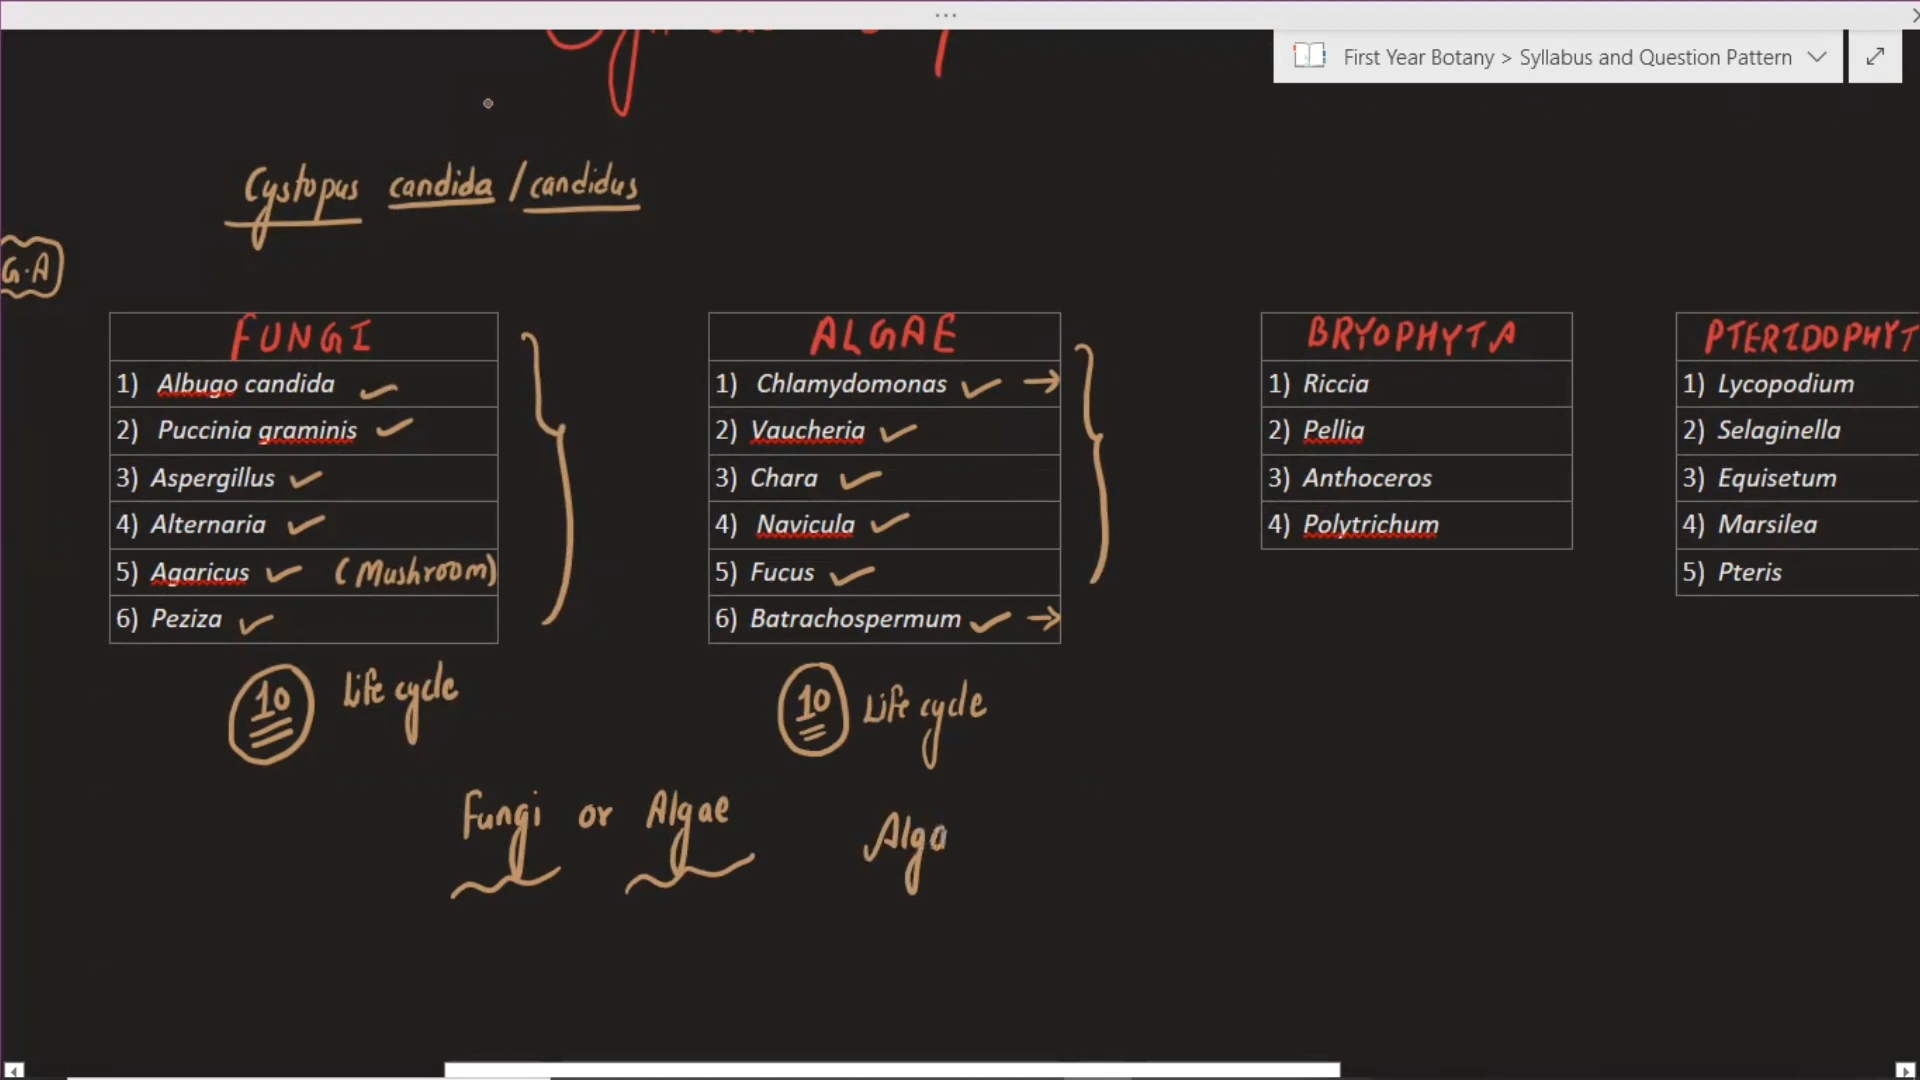 First Year Botany > Syllabus and Question Pattern
Cystopus candida / candidus
G.A
FUNGI
1) Albugo candida
2) Puccinia graminis
3) Aspergillus
4) Alternaria
5) Agaricus (Mushroom)
6) Peziza
10 Life cycle
ALGAE
1) Chlamydomonas
2) Vaucheria
3) Chara
4) Navicula
5) Fucus
6) Batrachospermum
10 Life cycle
BRYOPHYTA
1) Riccia
2) Pellia
3) Anthoceros
4) Polytrichum
PTERIDOPHYT
1) Lycopodium
2) Selaginella
3) Equisetum
4) Marsilea
5) Pteris
Fungi or Algae Alga